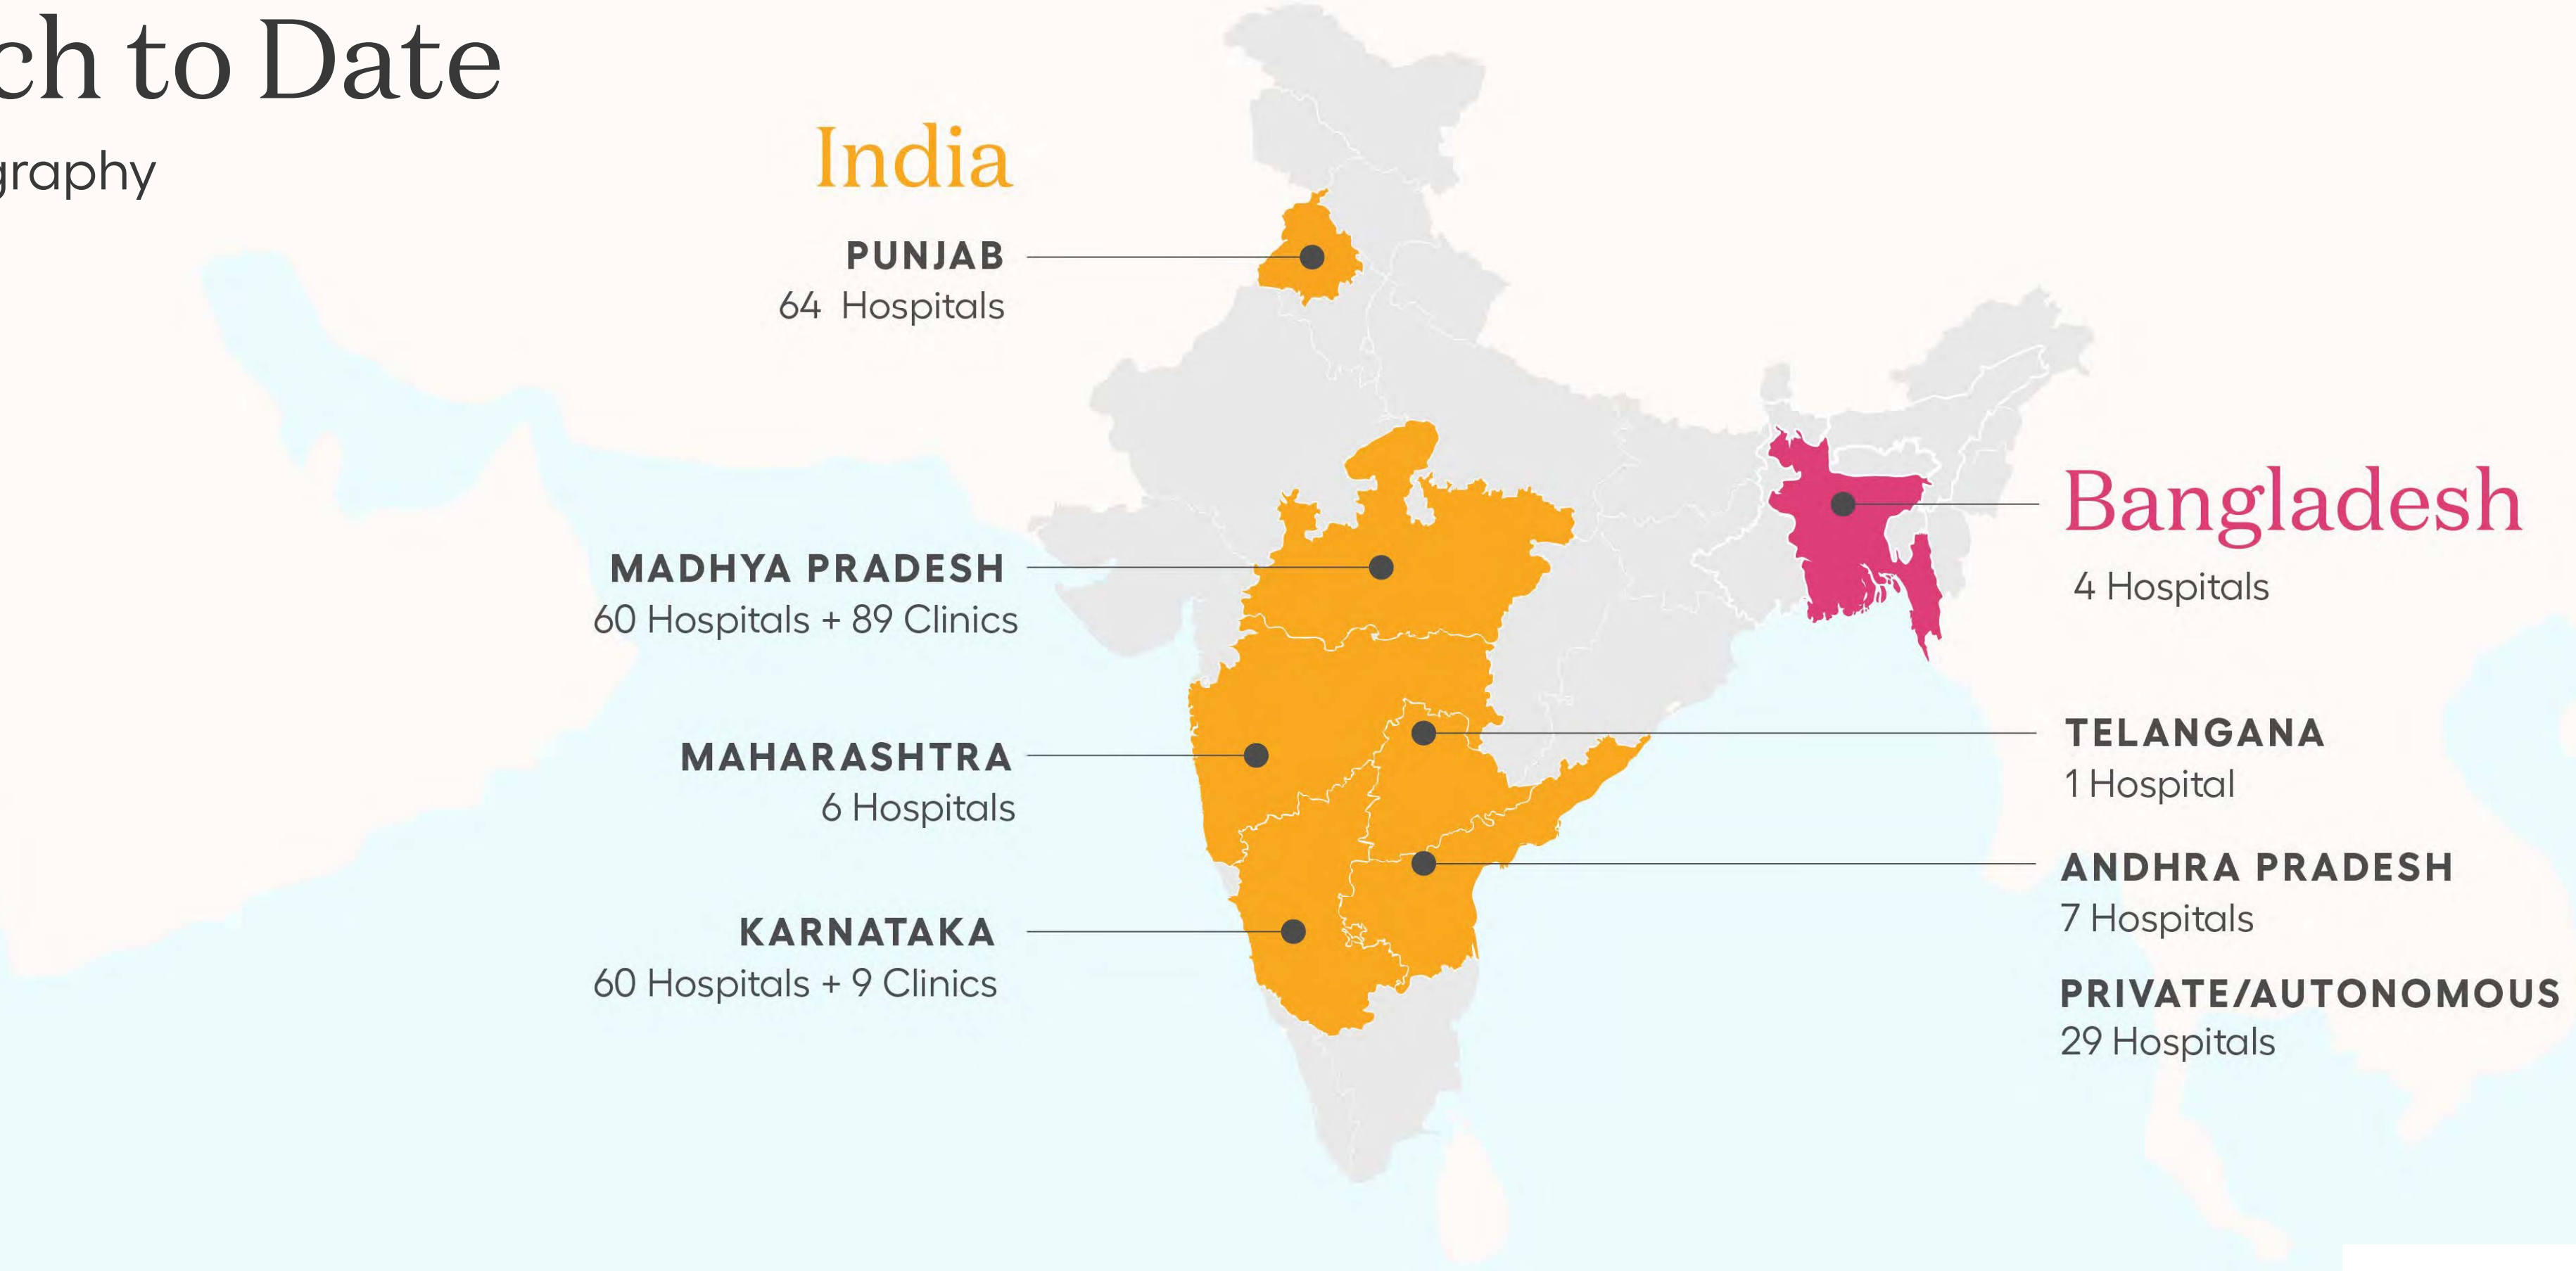 ch to Date
graphy
India
PUNJAB
64 Hospitals
MADHYA PRADESH
60 Hospitals + 89 Clinics
MAHARASHTRA
6 Hospitals
KARNATAKA
60 Hospitals + 9 Clinics
Bangladesh
4 Hospitals
TELANGANA
1 Hospital
ANDHRA PRADESH
7 Hospitals
PRIVATE/AUTONOMOUS
29 Hospitals